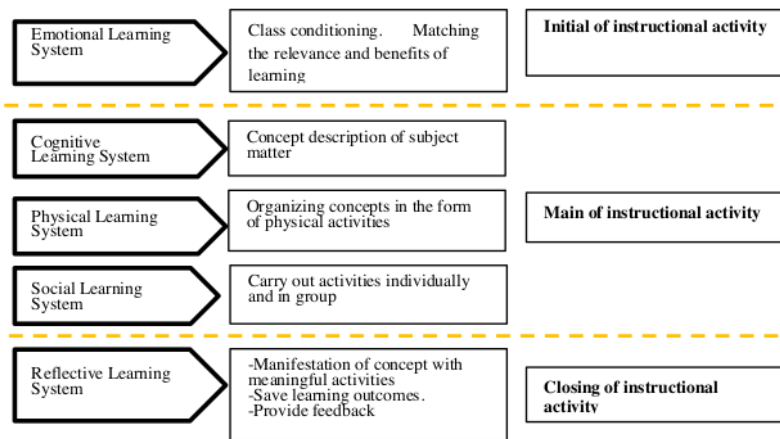 Emotional Learning
System
Class conditioning. Matching
the relevance and benefits of
learning
Initial of instructional activity
Cognitive
Learning System
Concept description of subject
matter
Physical Learning
System
Organizing concepts in the form
of physical activities
Main of instructional activity
Social Learning
System
Carry out activities individually
and in group
Reflective Learning
System
-Manifestation of concept with
meaningful activities
-Save learning outcomes.
-Provide feedback
Closing of instructional
activity